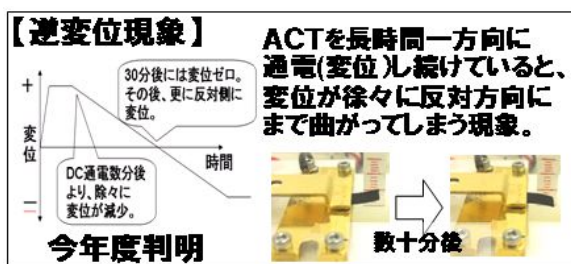 【逆変位現象】
ACTを長時間一方向に
通電(変位)し続けていると、
変位が徐々に反対方向に
まで曲がってしまう現象。
30分後には変位ゼロ。
その後、更に反対側に
変位。
＋
変
位
－
時間
DC通電数分後
より、除々に
変位が減少。
今年度判明
数十分後